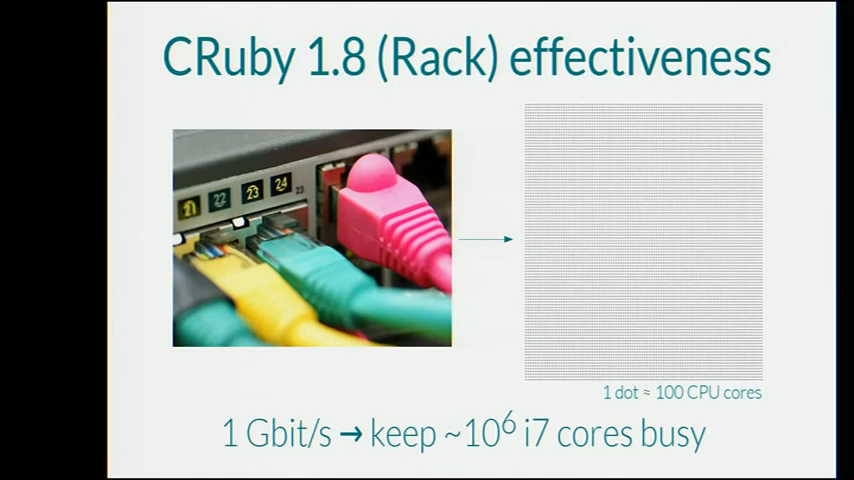 CRuby 1.8 (Rack) effectiveness
21 22 23 24 23
1 dot ≈ 100 CPU cores
1 Gbit/s → keep ~10⁶ i7 cores busy